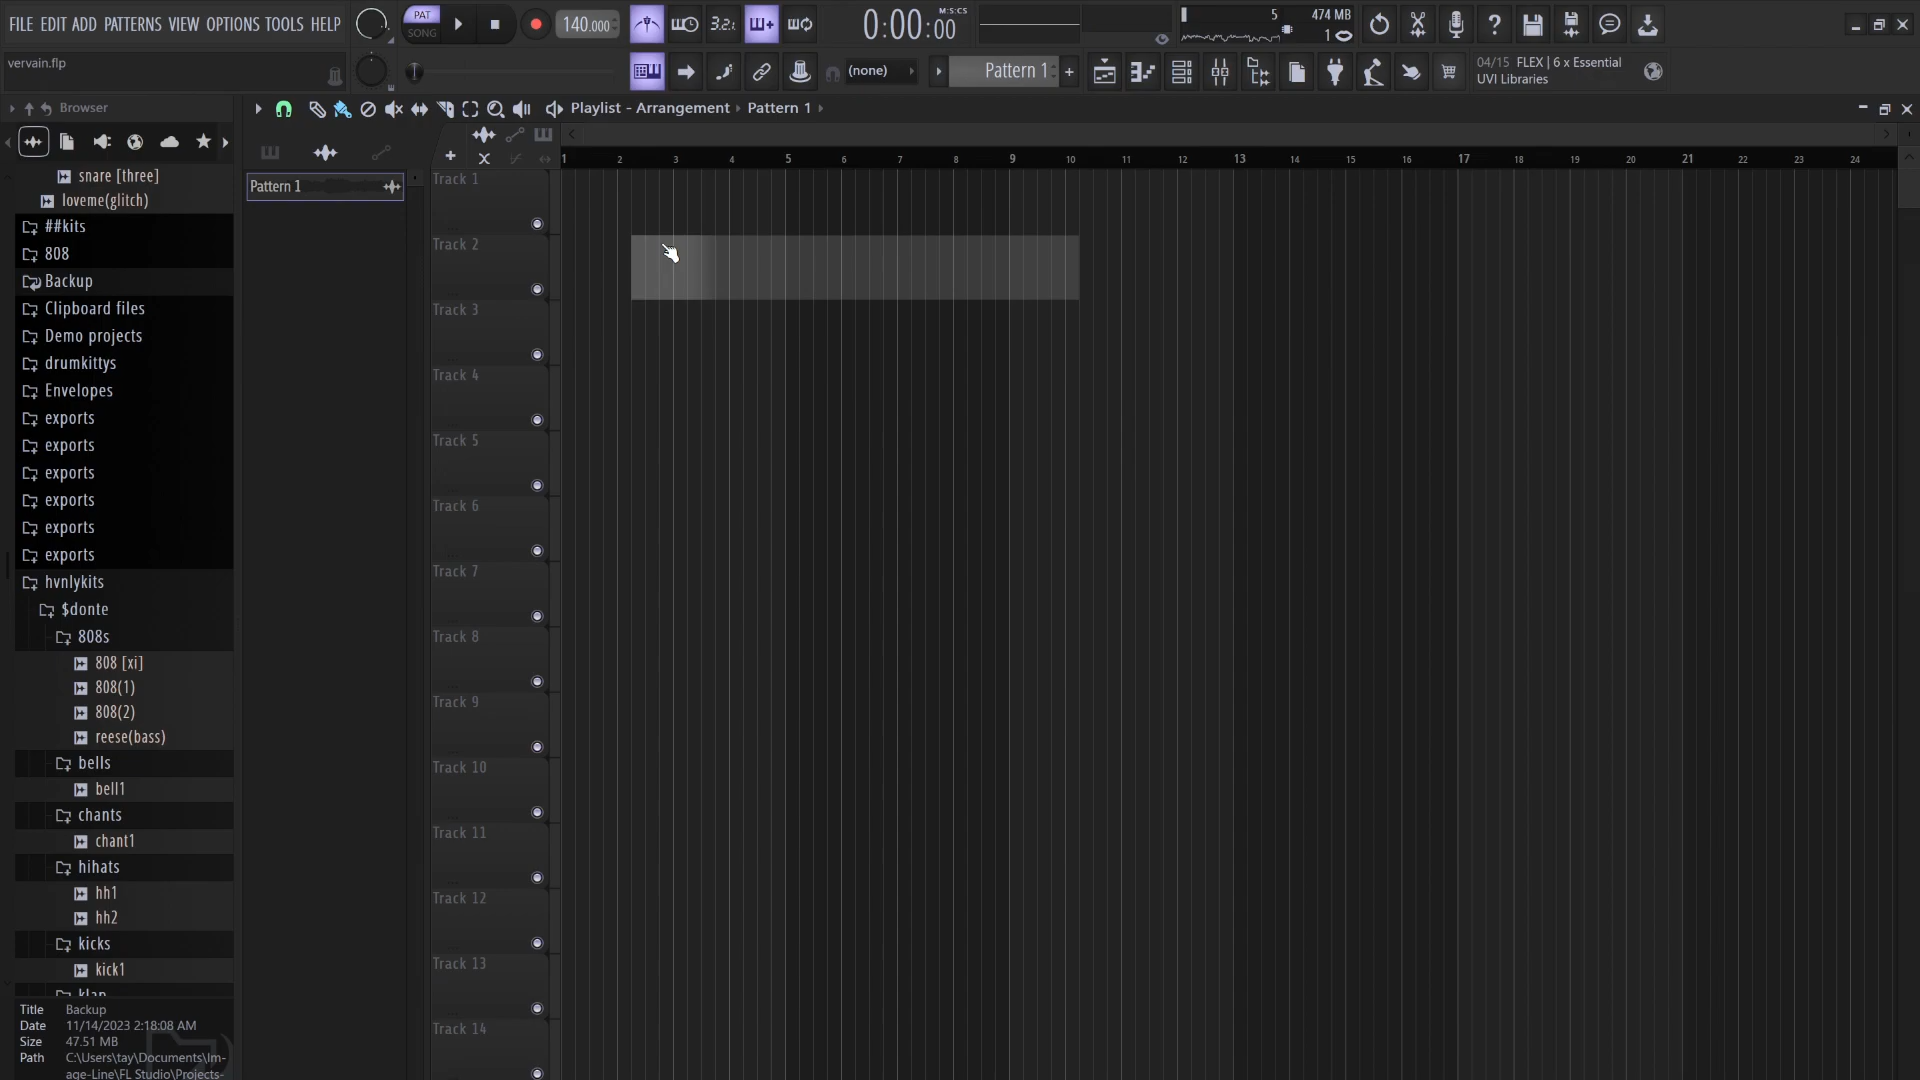 FILE EDIT ADD PATTERNS VIEW OPTIONS TOOLS HELP
PAT
SONG
140.000
3.2.
0:00:00
M:S:CS
5
474 MB
1
vervain.flp
(none)
Pattern 1
04/15 FLEX | 6 x Essential
UVI Libraries
Browser
Playlist - Arrangement
Pattern 1
1 2 3 4 5 6 7 8 9 10 11 12 13 14 15 16 17 18 19 20 21 22 23 24
snare [three]
loveme(glitch)
##kits
808
Backup
Clipboard files
Demo projects
drumkittys
Envelopes
exports
exports
exports
exports
exports
exports
hvnlykits
$donte
808s
808 [xi]
808(1)
808(2)
reese(bass)
bells
bell1
chants
chant1
hihats
hh1
hh2
kicks
kick1
klap
Title Backup
Date 11/14/2023 2:18:08 AM
Size 47.51 MB
Path C:\Users\tay\Documents\Im-
age-Line\FL Studio\Projects-
Pattern 1
Track 1
Track 2
Track 3
Track 4
Track 5
Track 6
Track 7
Track 8
Track 9
Track 10
Track 11
Track 12
Track 13
Track 14